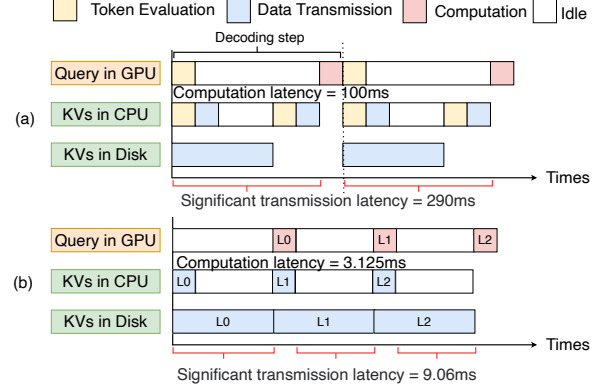 Token Evaluation Data Transmission Computation Idle
Decoding step
Query in GPU
Computation latency = 100ms
(a)
KVs in CPU
KVs in Disk
Times
Significant transmission latency = 290ms
Query in GPU L0 L1 L2
Computation latency = 3.125ms
(b)
KVs in CPU L0 L1 L2
KVs in Disk L0 L1 L2
Times
Significant transmission latency = 9.06ms